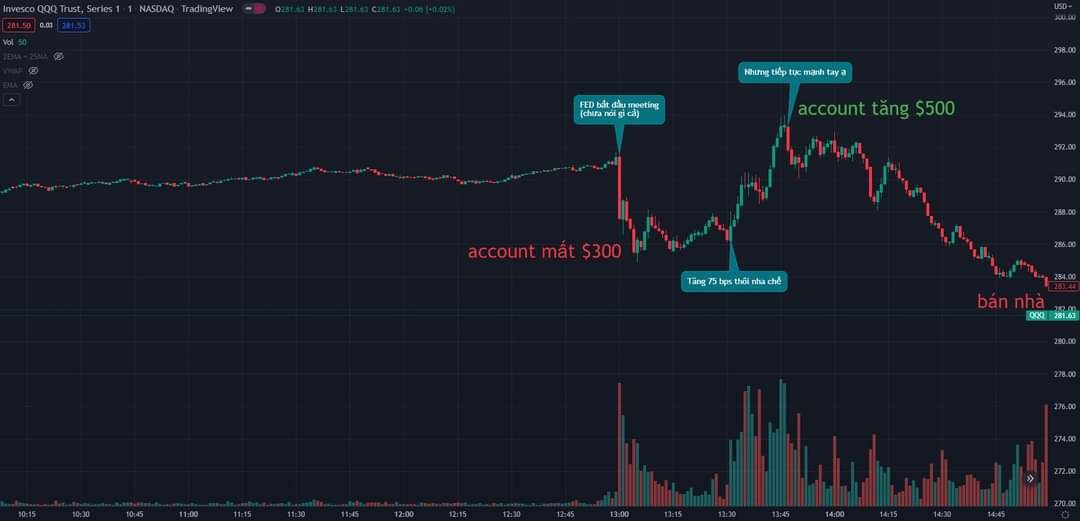 Invesco QQQ Trust, Series 1 · 1 · NASDAQ · TradingView
O281.63 H281.63 L281.63 C281.63 +0.06 (+0.02%)
USD
281.50 0.03 281.53
Vol 50
2EMA + 2SMA
VWAP
EMA
300.00
298.00
296.00
294.00
292.00
290.00
288.00
286.00
284.00
283.44
282.00
QQQ 281.63
280.00
278.00
276.00
274.00
272.00
270.00
Nhưng tiếp tục mạnh tay ạ
FED bắt đầu meeting
(chưa nói gì cả)
account tăng $500
account mát $300
Tăng 75 bps thôi nha chế
bán nhà
10:15 10:30 10:45 11:00 11:15 11:30 11:45 12:00 12:15 12:30 12:45 13:00 13:15 13:30 13:45 14:00 14:15 14:30 14:45